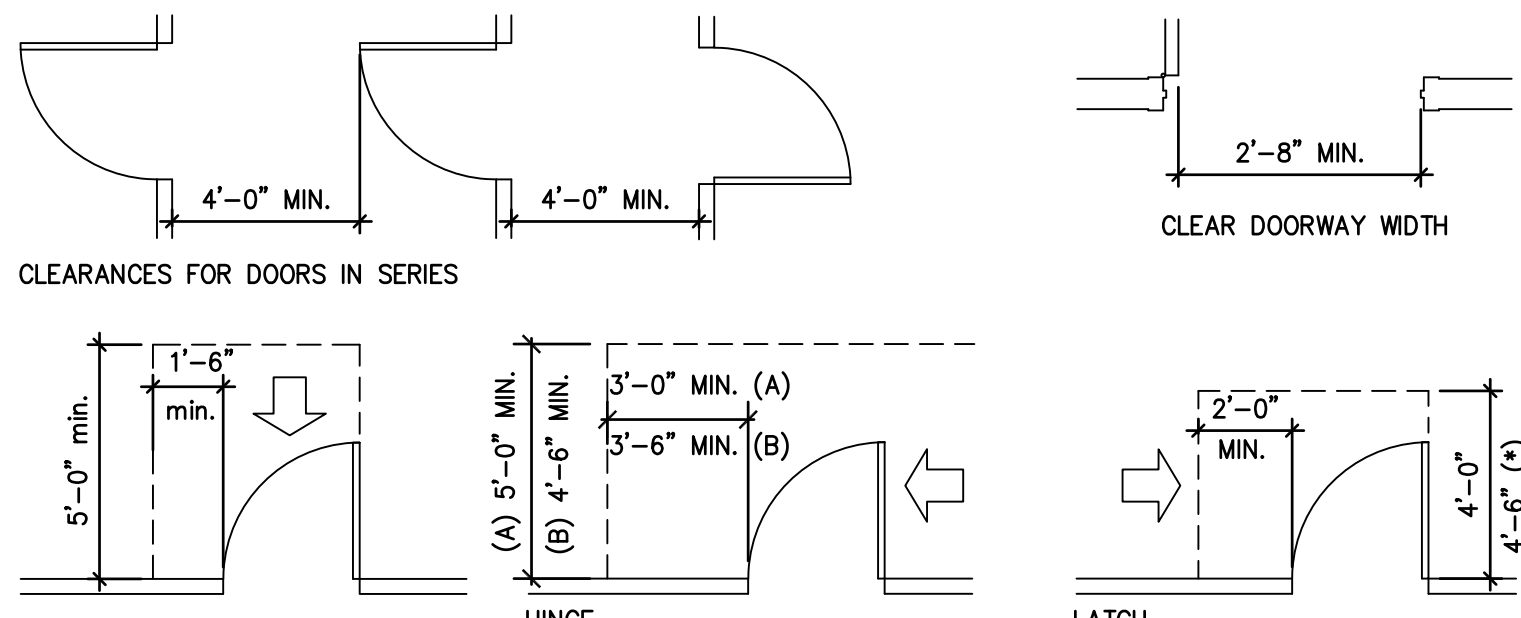 4'-0" MIN.
4'-0" MIN.
2'-8" MIN.
CLEAR DOORWAY WIDTH
CLEARANCES FOR DOORS IN SERIES
5'-0" min.
1'-6"
min.
(A) 5'-0" MIN.
(B) 4'-6" MIN.
3'-0" MIN. (A)
3'-6" MIN. (B)
2'-0"
MIN.
4'-0"
4'-6" (*)
HINGE
LATCH